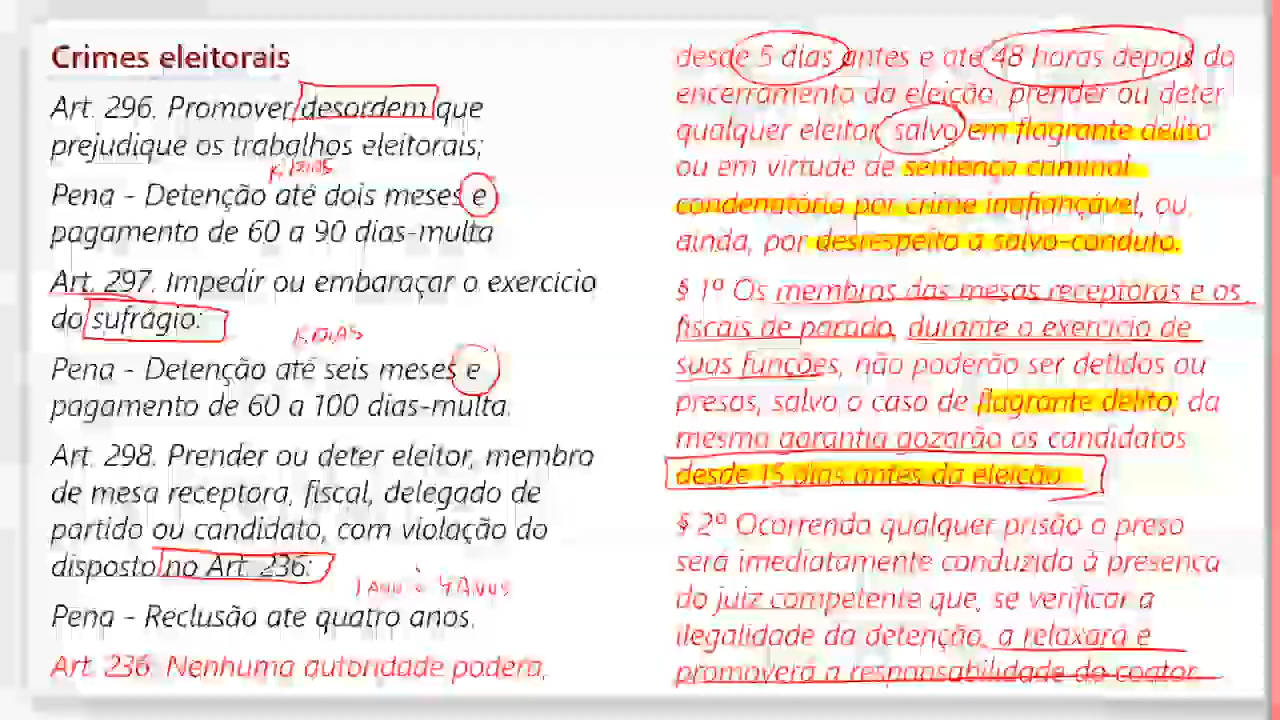 Crimes eleitorais
Art. 296. Promover desordem que
prejudique os trabalhos eleitorais;
DIAS
Pena - Detenção até dois meses e
pagamento de 60 a 90 dias-multa
Art. 297. Impedir ou embaraçar o exercício
do sufrágio:
DIAS
Pena - Detenção até seis meses e
pagamento de 60 a 100 dias-multa.
Art. 298. Prender ou deter eleitor, membro
de mesa receptora, fiscal, delegado de
partido ou candidato, com violação do
disposto no Art. 236:
1 ANO 4 ANOS
Pena - Reclusão até quatro anos.
Art. 236. Nenhuma autoridade poderá,
desde 5 dias antes e até 48 horas depois do
encerramento da eleição, prender ou deter
qualquer eleitor, salvo em flagrante delito
ou em virtude de sentença criminal
condenatória por crime inafiançável, ou,
ainda, por desrespeito a salvo-conduto.
§ 1º Os membros das mesas receptoras e os
fiscais de partido, durante o exercício de
suas funções, não poderão ser detidos ou
presos, salvo o caso de flagrante delito; da
mesma garantia gozarão os candidatos
desde 15 dias antes da eleição.
§ 2º Ocorrendo qualquer prisão o preso
será imediatamente conduzido à presença
do juiz competente que, se verificar a
ilegalidade da detenção, a relaxará e
promoverá a responsabilidade do coator.